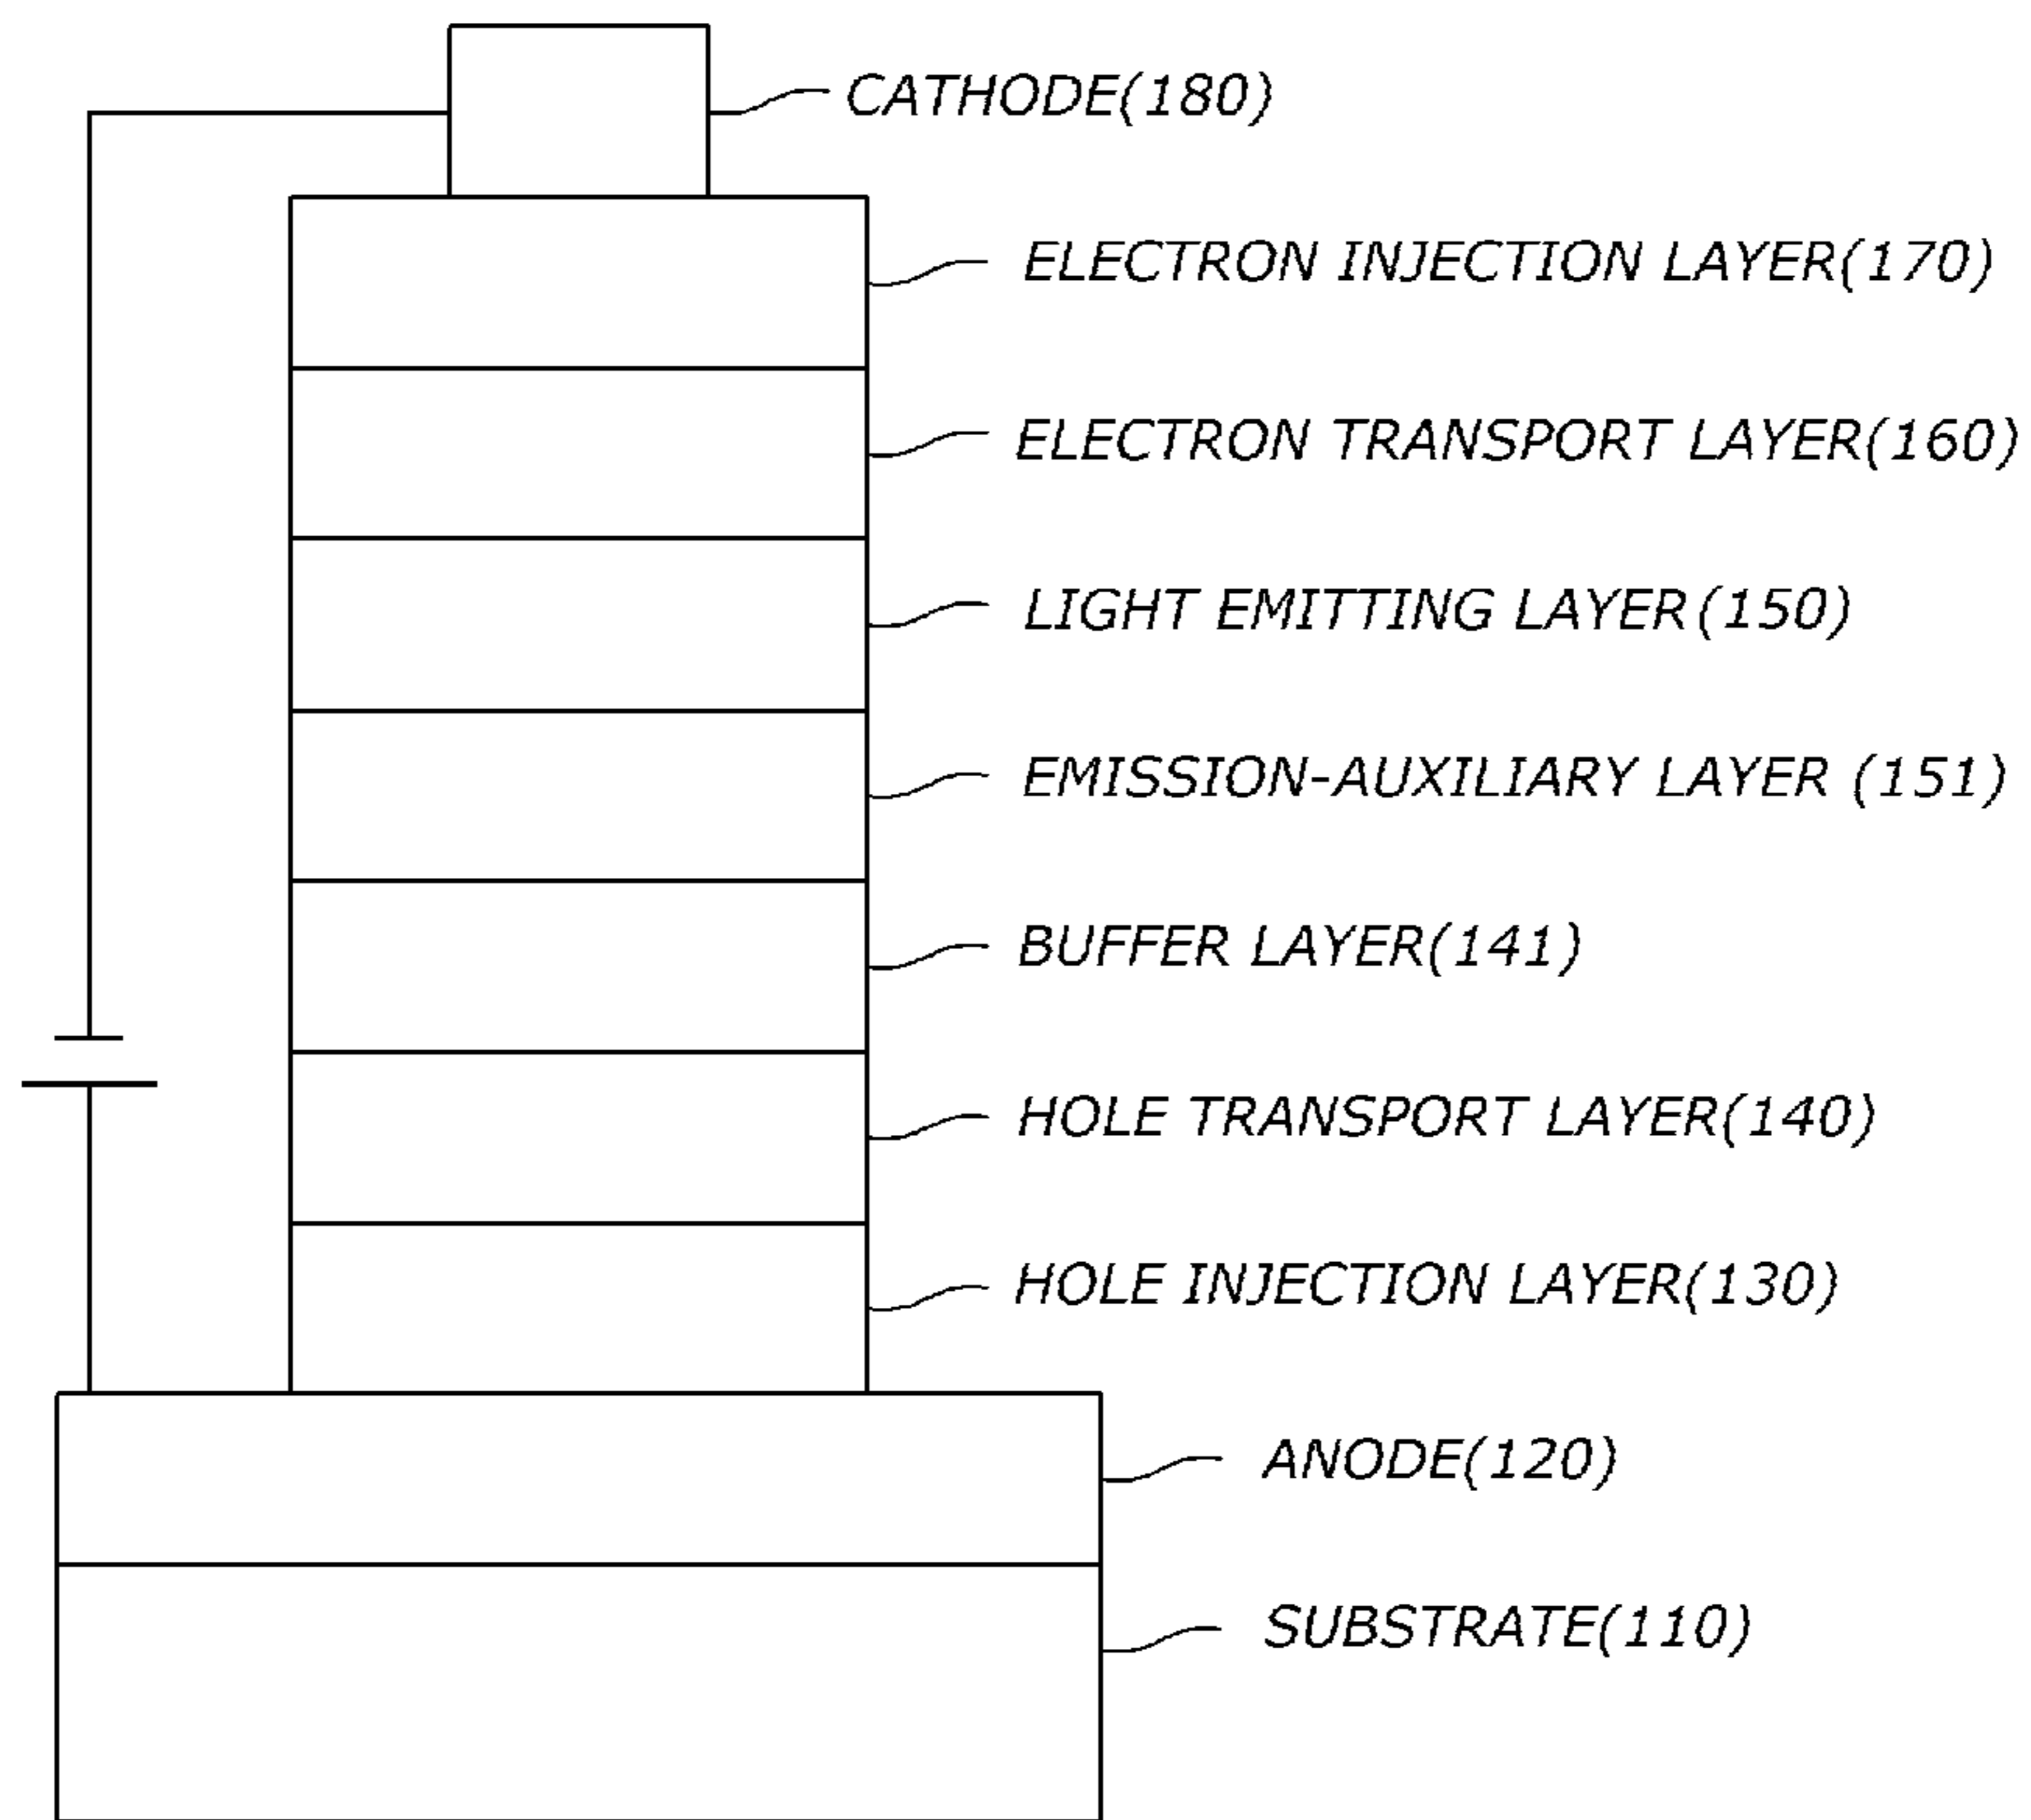 CATHODE(180)
ELECTRON INJECTION LAYER(170)
ELECTRON TRANSPORT LAYER(160)
LIGHT EMITTING LAYER(150)
EMISSION-AUXILIARY LAYER (151)
BUFFER LAYER(141)
HOLE TRANSPORT LAYER(140)
HOLE INJECTION LAYER(130)
ANODE(120)
SUBSTRATE(110)